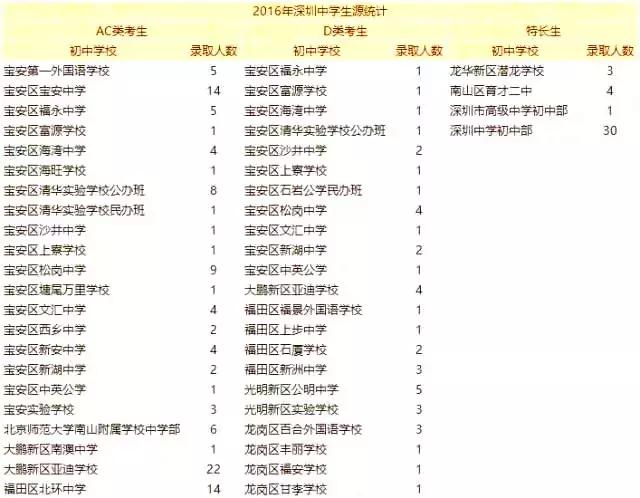 2016年深圳中学生源统计
AC类考生 D类考生 特长生
初中学校 录取人数 初中学校 录取人数 初中学校 录取人数
宝安第一外国语学校 5 宝安区福永中学 1 龙华新区潜龙学校 3
宝安区宝安中学 14 宝安区富源学校 1 南山区育才二中 4
宝安区福永中学 5 宝安区海湾中学 1 深圳市高级中学初中部 1
宝安区富源学校 1 宝安区清华实验学校公办班 1 深圳中学初中部 30
宝安区海湾中学 4 宝安区沙井中学 2
宝安区海旺学校 1 宝安区上寮学校 1
宝安区清华实验学校公办班 8 宝安区石岩公学民办班 1
宝安区清华实验学校民办班 1 宝安区松岗中学 4
宝安区沙井中学 1 宝安区文汇中学 1
宝安区上寮学校 1 宝安区新湖中学 2
宝安区松岗中学 9 宝安区中英公学 1
宝安区塘尾万里学校 1 大鹏新区亚迪学校 4
宝安区文汇中学 4 福田区福景外国语学校 1
宝安区西乡中学 2 福田区上步中学 1
宝安区新安中学 4 福田区石厦学校 2
宝安区新湖中学 2 福田区新洲中学 3
宝安区中英公学 1 光明新区公明中学 5
宝安实验学校 3 光明新区实验学校 3
北京师范大学南山附属学校中学部 6 龙岗区百合外国语学校 3
大鹏新区南澳中学 1 龙岗区丰丽学校 1
大鹏新区亚迪学校 22 龙岗区福安学校 1
福田区北环中学 14 龙岗区甘李学校 1